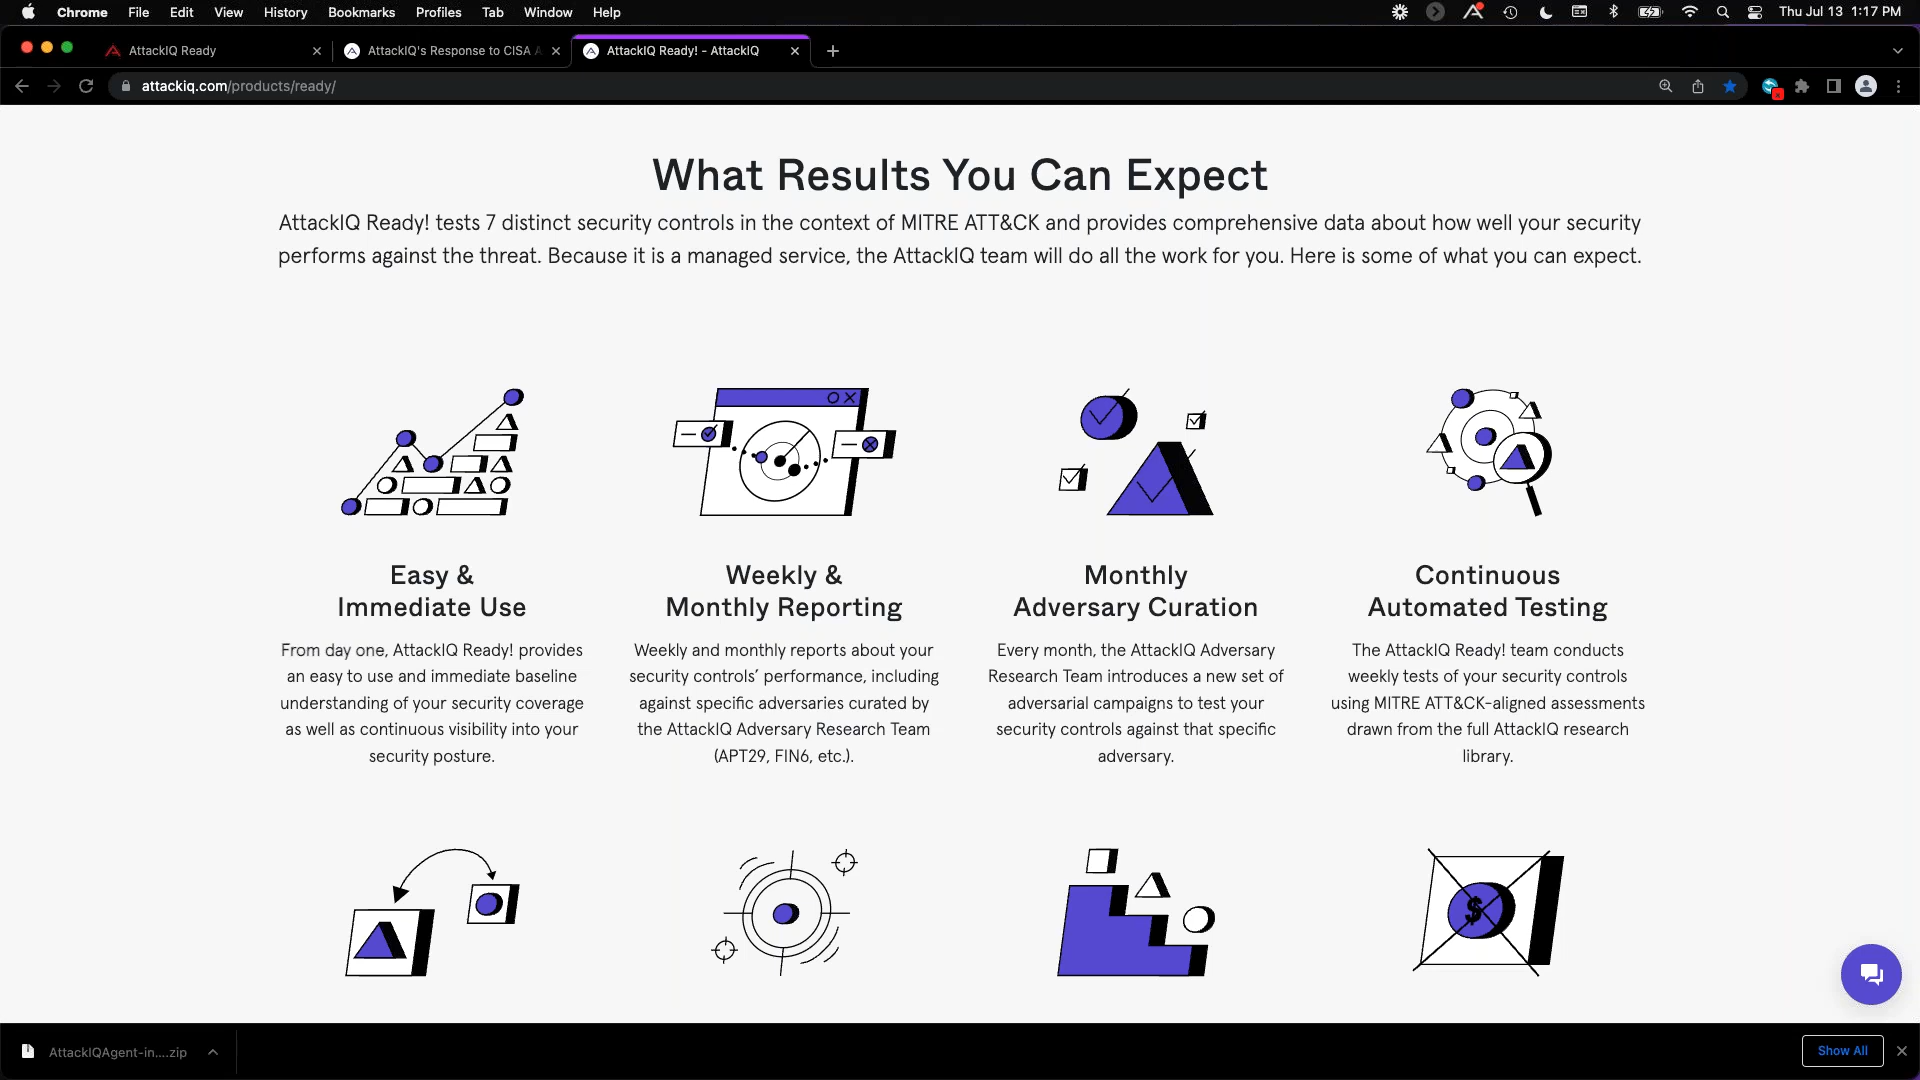 Chrome File Edit View History Bookmarks Profiles Tab Window Help Thu Jul 13 1:17 PM
AttackIQ Ready AttackIQ's Response to CISA A AttackIQ Ready! - AttackIQ
attackiq.com/products/ready/
What Results You Can Expect
AttackIQ Ready! tests 7 distinct security controls in the context of MITRE ATT&CK and provides comprehensive data about how well your security
performs against the threat. Because it is a managed service, the AttackIQ team will do all the work for you. Here is some of what you can expect.
Easy &
Immediate Use
From day one, AttackIQ Ready! provides
an easy to use and immediate baseline
understanding of your security coverage
as well as continuous visibility into your
security posture.
Weekly &
Monthly Reporting
Weekly and monthly reports about your
security controls’ performance, including
against specific adversaries curated by
the AttackIQ Adversary Research Team
(APT29, FIN6, etc.).
Monthly
Adversary Curation
Every month, the AttackIQ Adversary
Research Team introduces a new set of
adversarial campaigns to test your
security controls against that specific
adversary.
Continuous
Automated Testing
The AttackIQ Ready! team conducts
weekly tests of your security controls
using MITRE ATT&CK-aligned assessments
drawn from the full AttackIQ research
library.
$
AttackIQAgent-in....zip
Show All